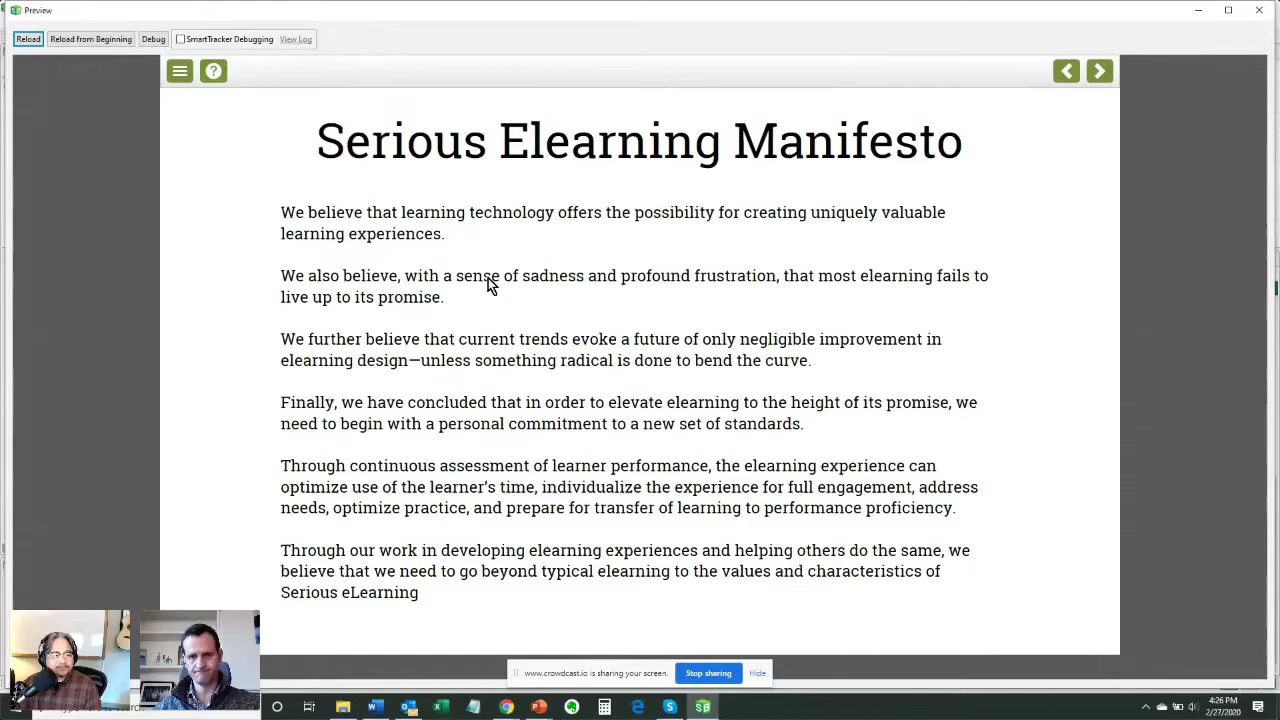 Preview
Reload
Reload from Beginning
Debug
SmartTracker Debugging
View Log
Serious Elearning Manifesto
We believe that learning technology offers the possibility for creating uniquely valuable
learning experiences.
We also believe, with a sense of sadness and profound frustration, that most elearning fails to
live up to its promise.
We further believe that current trends evoke a future of only negligible improvement in
elearning design—unless something radical is done to bend the curve.
Finally, we have concluded that in order to elevate elearning to the height of its promise, we
need to begin with a personal commitment to a new set of standards.
Through continuous assessment of learner performance, the elearning experience can
optimize use of the learner's time, individualize the experience for full engagement, address
needs, optimize practice, and prepare for transfer of learning to performance proficiency.
Through our work in developing elearning experiences and helping others do the same, we
believe that we need to go beyond typical elearning to the values and characteristics of
Serious eLearning
www.crowdcast.io is sharing your screen.
Stop sharing
Hide
4:26 PM
2/27/2020